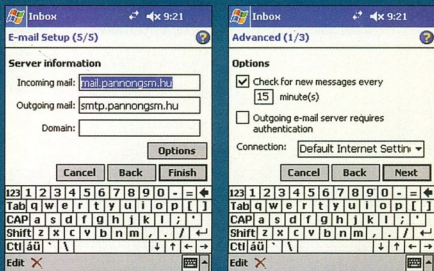 Inbox 9:21
E-mail Setup (5/5)
Server information
Incoming mail: mail.pannongsm.hu
Outgoing mail: smtp.pannongsm.hu
Domain:
Options
Cancel Back Finish
123 1 2 3 4 5 6 7 8 9 0 - =
Tab q w e r t y u i o p [ ]
CAP a s d f g h j k l ; '
Shift z x c v b n m , . /
Ctl áü ` \
Edit
Inbox 9:21
Advanced (1/3)
Options
Check for new messages every
15 minute(s)
Outgoing e-mail server requires
authentication
Connection: Default Internet Settin
Cancel Back Next
123 1 2 3 4 5 6 7 8 9 0 - =
Tab q w e r t y u i o p [ ]
CAP a s d f g h j k l ; '
Shift z x c v b n m , . /
Ctl áü ` \
Edit